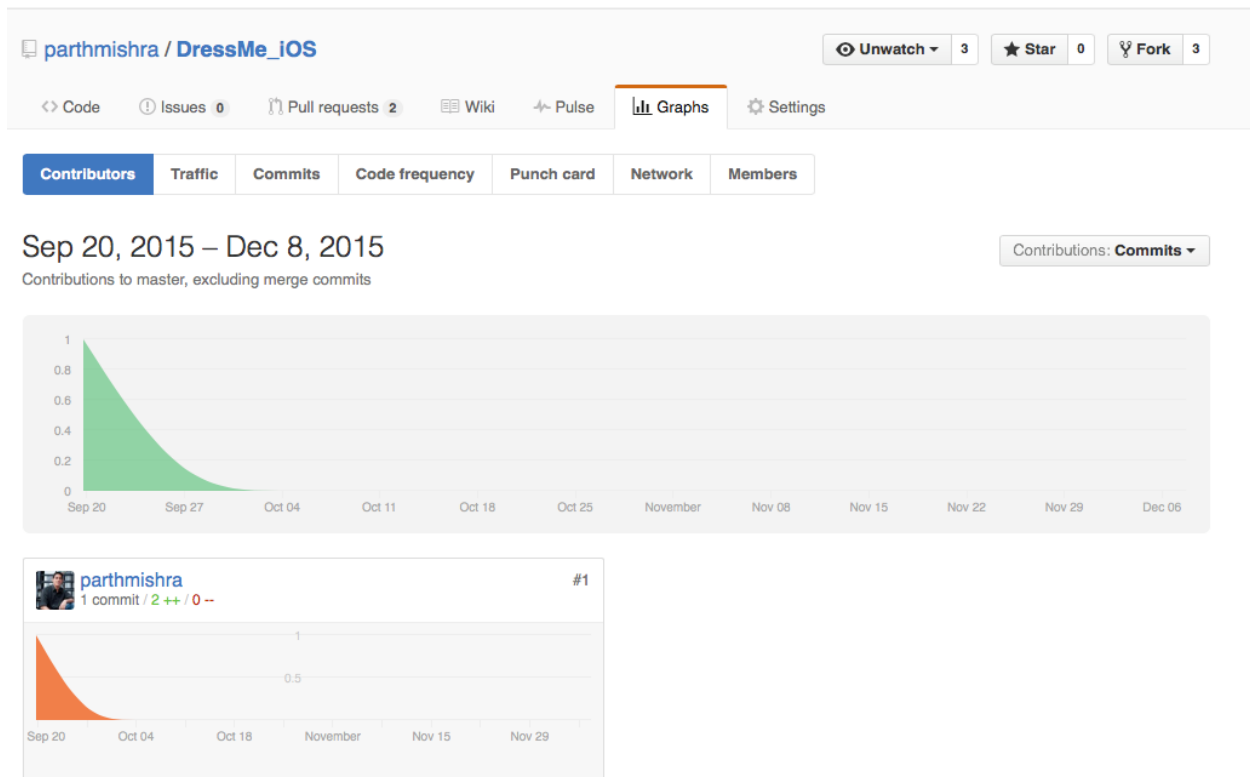 parthmishra / DressMe_iOS
Unwatch 3 Star 0 Fork 3
Code Issues 0 Pull requests 2 Wiki Pulse Graphs Settings
Contributors Traffic Commits Code frequency Punch card Network Members
Sep 20, 2015 – Dec 8, 2015
Contributions: Commits
Contributions to master, excluding merge commits
1
0.8
0.6
0.4
0.2
0
Sep 20 Sep 27 Oct 04 Oct 11 Oct 18 Oct 25 November Nov 08 Nov 15 Nov 22 Nov 29 Dec 06
parthmishra #1
1 commit / 2 ++ / 0 --
1
0.5
Sep 20 Oct 04 Oct 18 November Nov 15 Nov 29